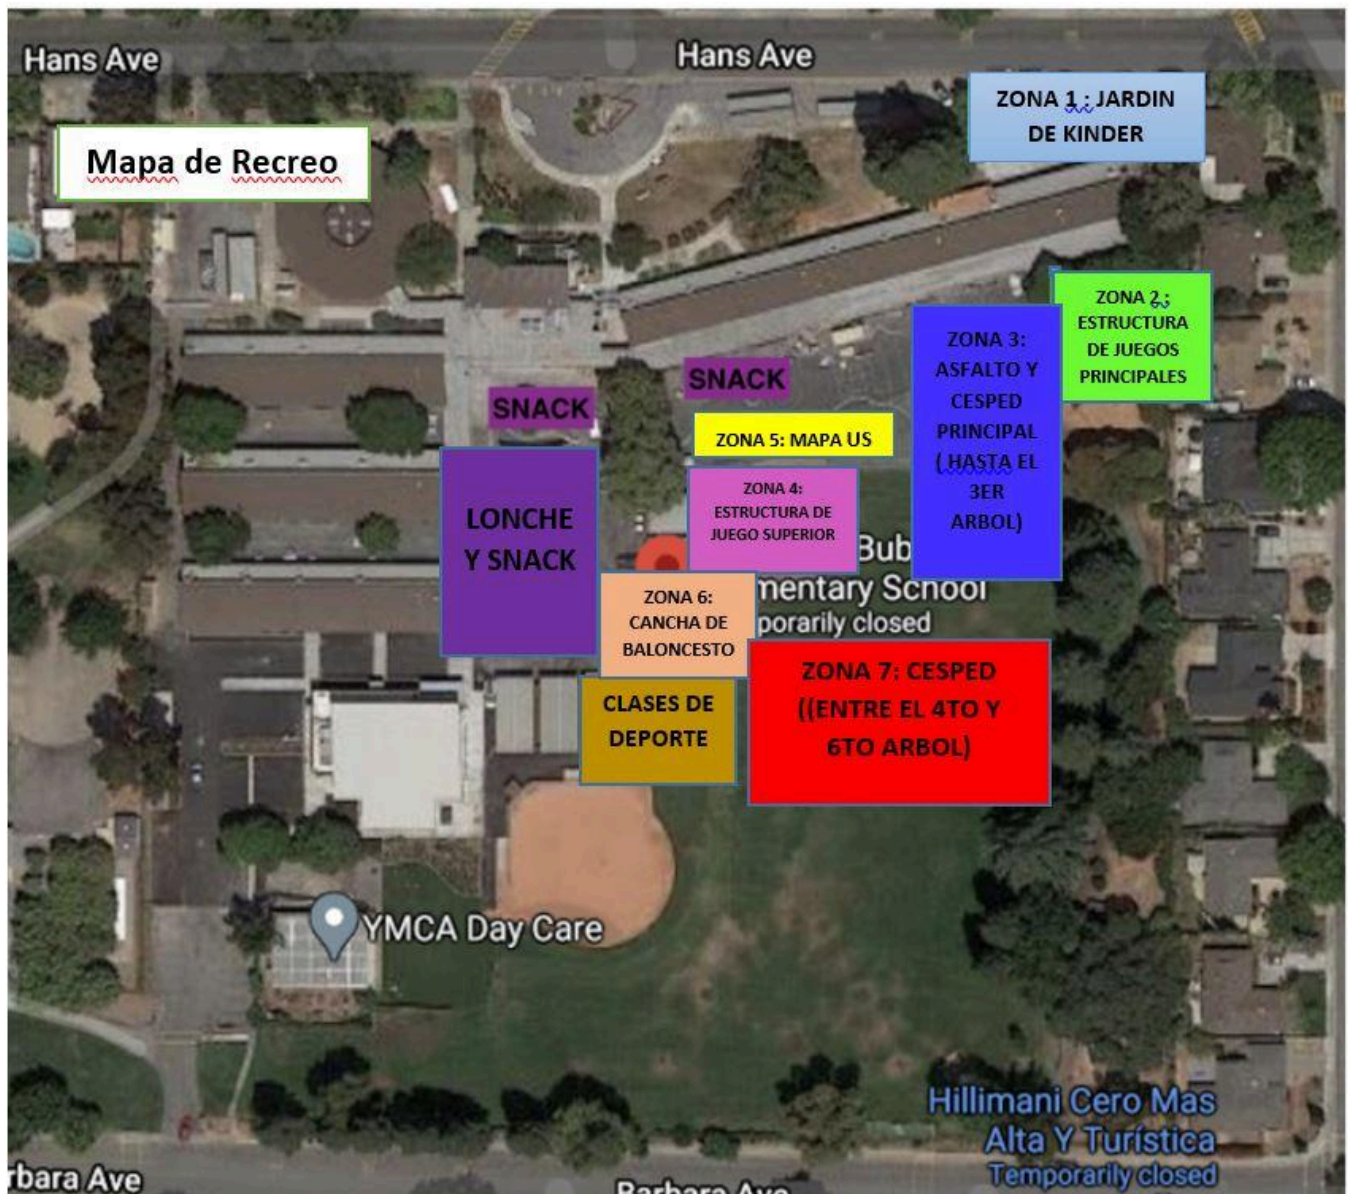 Hans Ave
Hans Ave
ZONA 1 : JARDIN
DE KINDER
Mapa de Recreo
ZONA 2 :
ESTRUCTURA
DE JUEGOS
PRINCIPALES
ZONA 3:
ASFALTO Y
CESPED
PRINCIPAL
( HASTA EL
3ER
ARBOL)
SNACK
SNACK
ZONA 5: MAPA US
ZONA 4:
ESTRUCTURA DE
JUEGO SUPERIOR
LONCHE
Y SNACK
Bub
mentary School
porarily closed
ZONA 6:
CANCHA DE
BALONCESTO
ZONA 7: CESPED
((ENTRE EL 4TO Y
6TO ARBOL)
CLASES DE
DEPORTE
YMCA Day Care
Hillimani Cero Mas
Alta Y Turística
Temporarily closed
rbara Ave
Barbara Ave